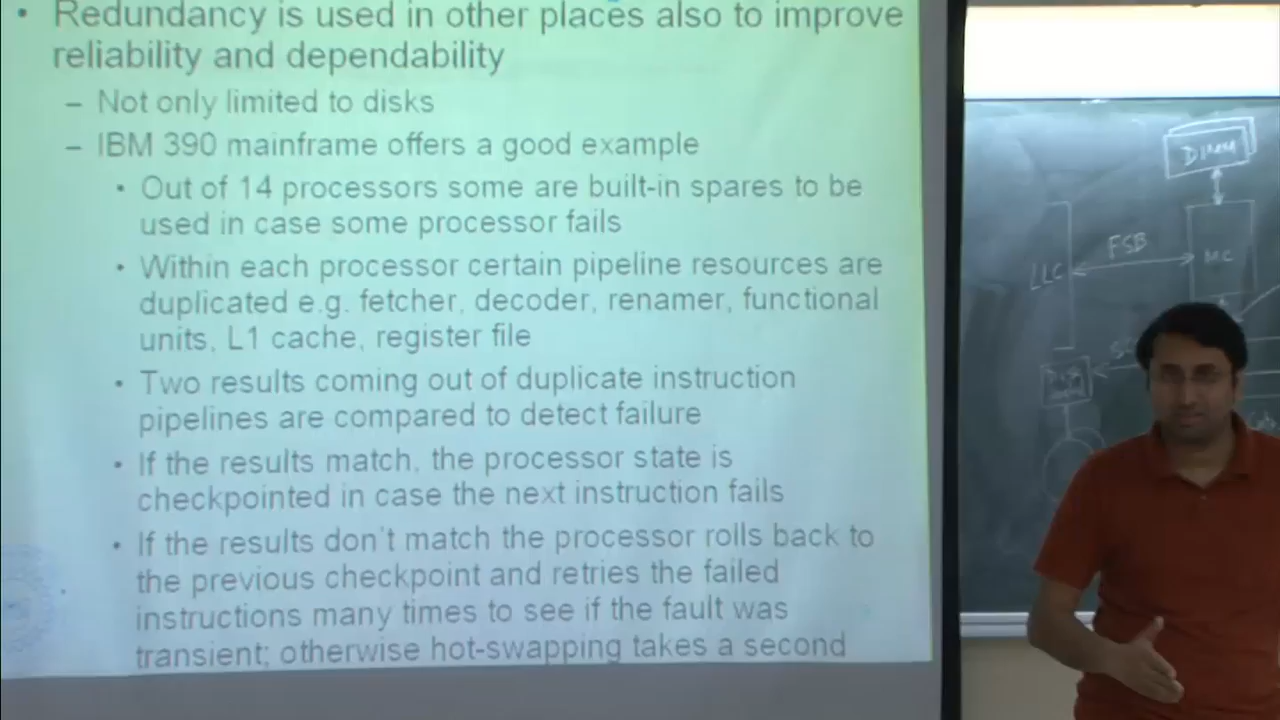 • Redundancy is used in other places also to improve
reliability and dependability
– Not only limited to disks
– IBM 390 mainframe offers a good example
• Out of 14 processors some are built-in spares to be
used in case some processor fails
• Within each processor certain pipeline resources are
duplicated e.g. fetcher, decoder, renamer, functional
units, L1 cache, register file
• Two results coming out of duplicate instruction
pipelines are compared to detect failure
• If the results match, the processor state is
checkpointed in case the next instruction fails
• If the results don't match the processor rolls back to
the previous checkpoint and retries the failed
instructions many times to see if the fault was
transient; otherwise hot-swapping takes a second
DIMM
FSB
MC
LLC